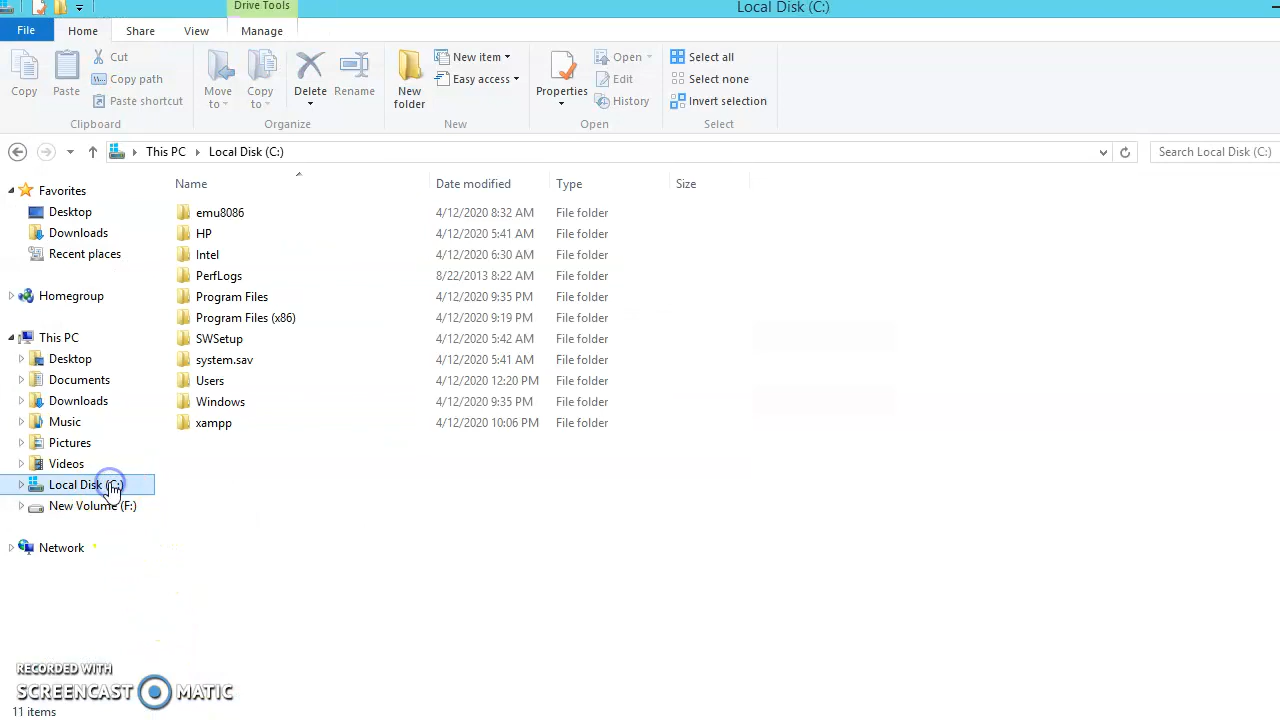 Drive Tools
Local Disk (C:)
File
Home
Share
View
Manage
Copy
Paste
Cut
Copy path
Paste shortcut
Clipboard
Move to
Copy to
Delete
Rename
Organize
New folder
New item
Easy access
New
Properties
Open
Edit
History
Open
Select all
Select none
Invert selection
Select
This PC
Local Disk (C:)
Search Local Disk (C:)
Name Date modified Type Size
Favorites
Desktop
Downloads
Recent places
Homegroup
This PC
Desktop
Documents
Downloads
Music
Pictures
Videos
Local Disk (C:)
New Volume (F:)
Network
emu8086 4/12/2020 8:32 AM File folder
HP 4/12/2020 5:41 AM File folder
Intel 4/12/2020 6:30 AM File folder
PerfLogs 8/22/2013 8:22 AM File folder
Program Files 4/12/2020 9:35 PM File folder
Program Files (x86) 4/12/2020 9:19 PM File folder
SWSetup 4/12/2020 5:42 AM File folder
system.sav 4/12/2020 5:41 AM File folder
Users 4/12/2020 12:20 PM File folder
Windows 4/12/2020 9:35 PM File folder
xampp 4/12/2020 10:06 PM File folder
RECORDED WITH
SCREENCAST MATIC
11 items